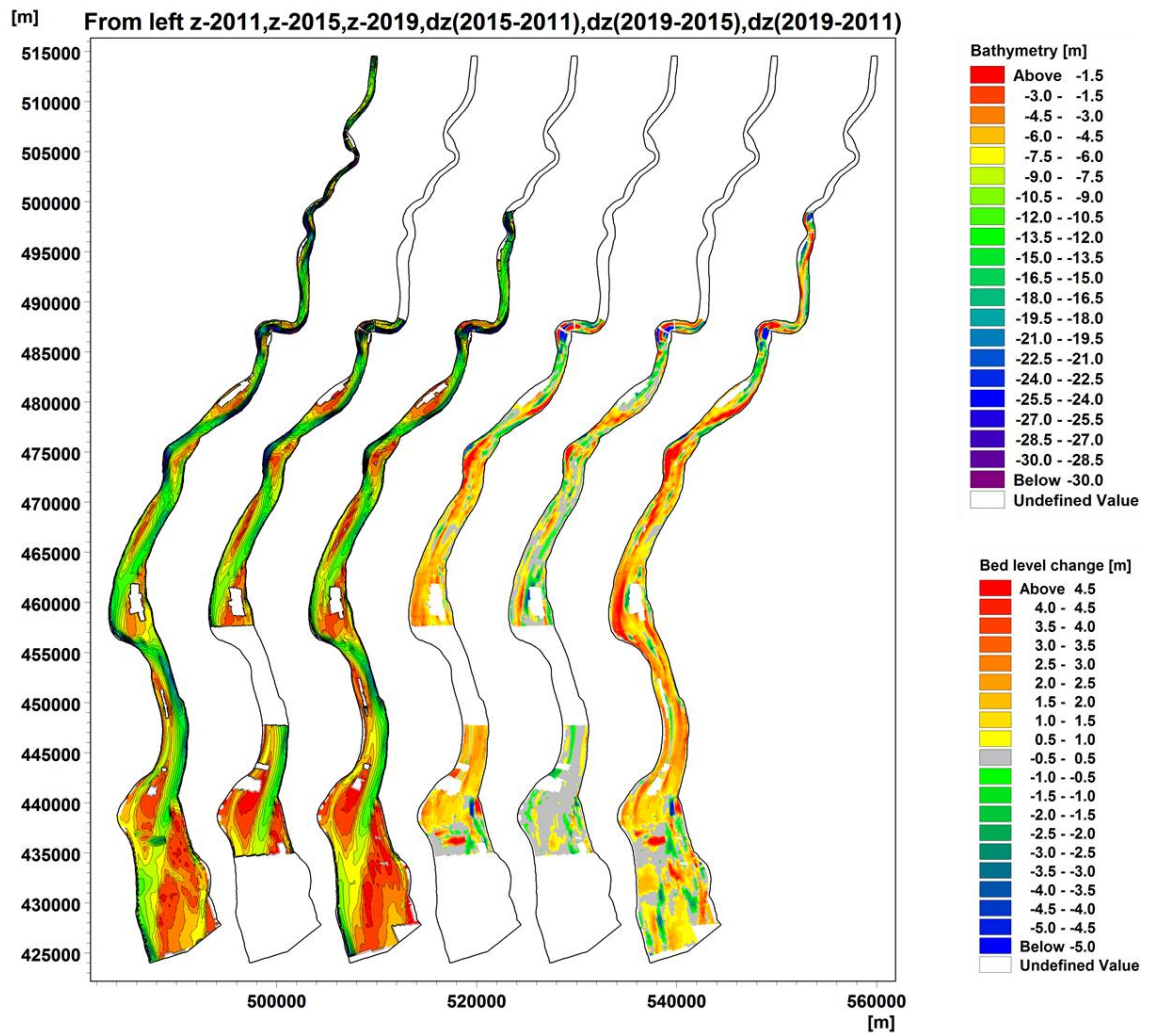 [m]
From left z-2011,z-2015,z-2019,dz(2015-2011),dz(2019-2015),dz(2019-2011)
515000
510000
505000
500000
495000
490000
485000
480000
475000
470000
465000
460000
455000
450000
445000
440000
435000
430000
425000
500000
520000
540000
560000
[m]
Bathymetry [m]
Above -1.5
-3.0 - -1.5
-4.5 - -3.0
-6.0 - -4.5
-7.5 - -6.0
-9.0 - -7.5
-10.5 - -9.0
-12.0 - -10.5
-13.5 - -12.0
-15.0 - -13.5
-16.5 - -15.0
-18.0 - -16.5
-19.5 - -18.0
-21.0 - -19.5
-22.5 - -21.0
-24.0 - -22.5
-25.5 - -24.0
-27.0 - -25.5
-28.5 - -27.0
-30.0 - -28.5
Below -30.0
Undefined Value
Bed level change [m]
Above 4.5
4.0 - 4.5
3.5 - 4.0
3.0 - 3.5
2.5 - 3.0
2.0 - 2.5
1.5 - 2.0
1.0 - 1.5
0.5 - 1.0
-0.5 - 0.5
-1.0 - -0.5
-1.5 - -1.0
-2.0 - -1.5
-2.5 - -2.0
-3.0 - -2.5
-3.5 - -3.0
-4.0 - -3.5
-4.5 - -4.0
-5.0 - -4.5
Below -5.0
Undefined Value